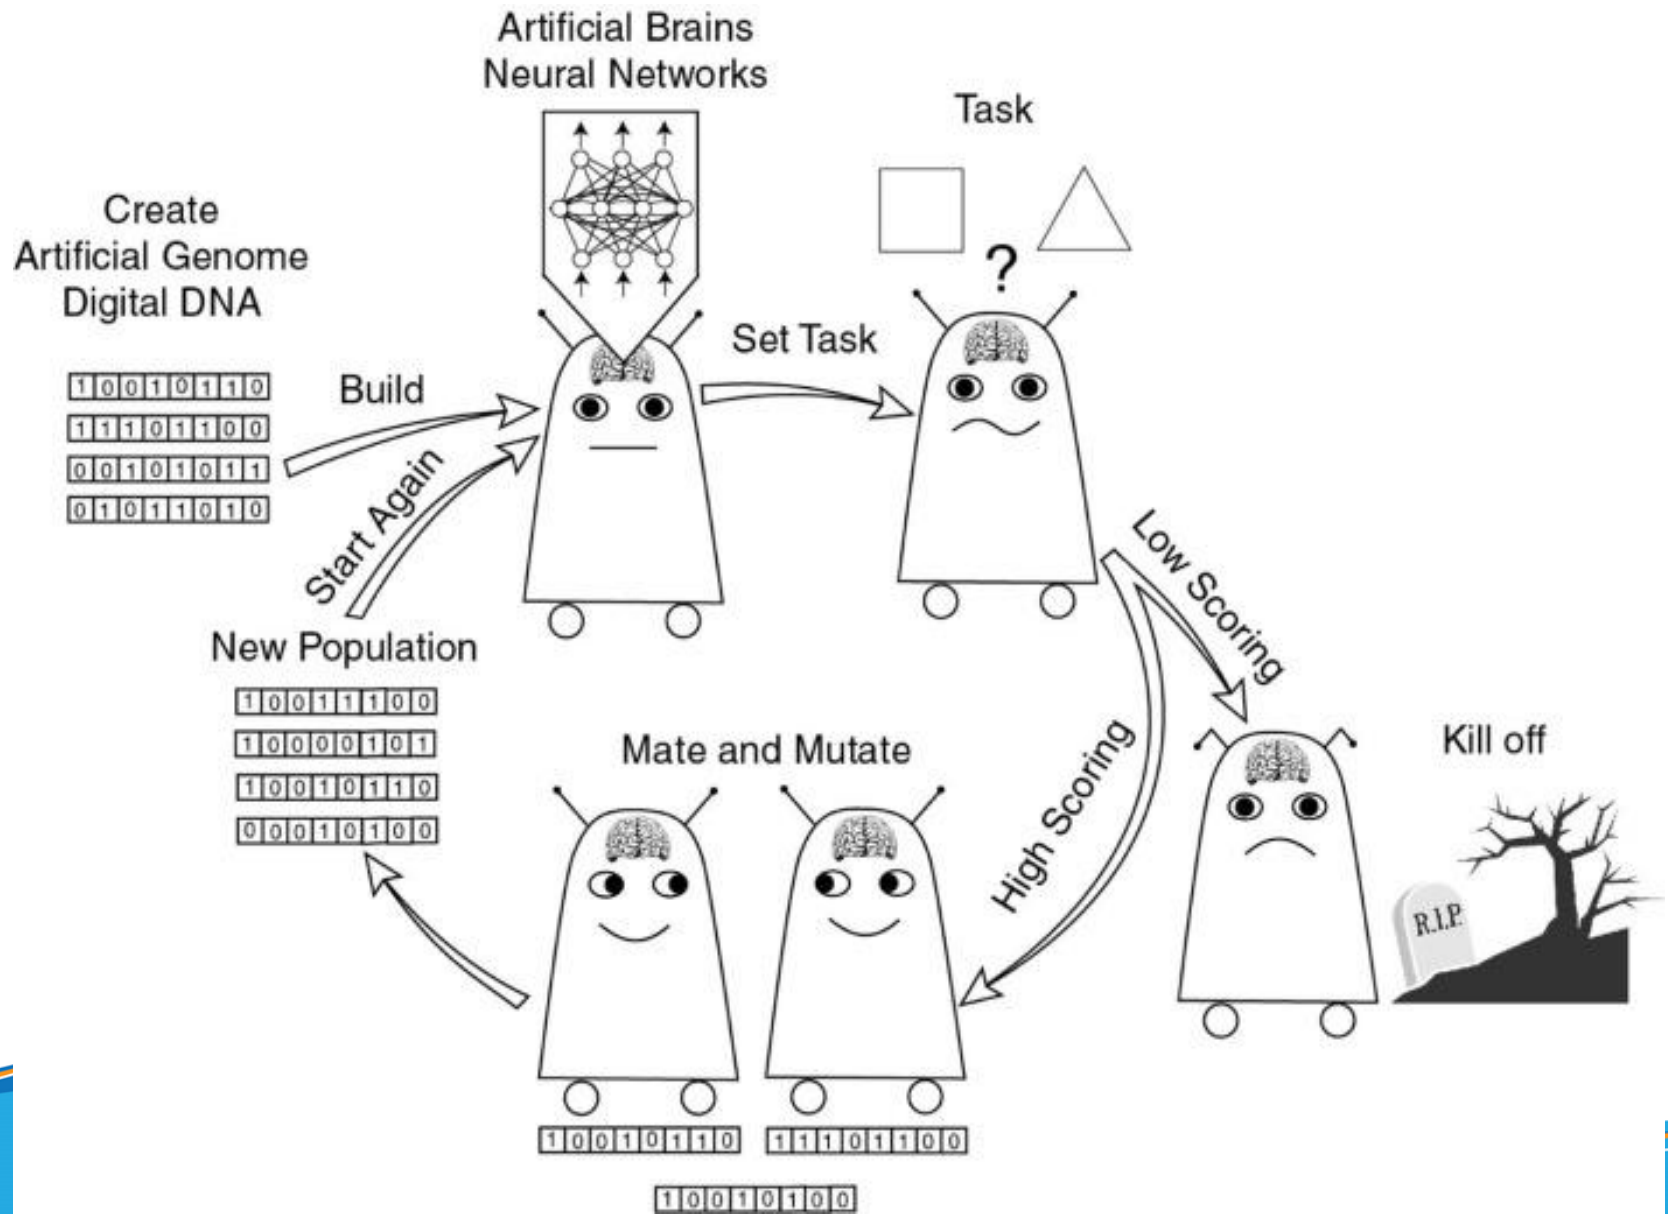 Artificial Brains
Neural Networks
Task
Create
Artificial Genome
Digital DNA
?
Set Task
Build
1 0 0 1 0 1 1 0
1 1 1 0 1 1 0 0
0 0 1 0 1 0 1 1
0 1 0 1 1 0 1 0
Start Again
Low Scoring
New Population
1 0 0 1 1 1 0 0
1 0 0 0 0 1 0 1
1 0 0 1 0 1 1 0
0 0 0 1 0 1 0 0
Mate and Mutate
High Scoring
Kill off
R.I.P.
1 0 0 1 0 1 1 0
1 1 1 0 1 1 0 0
1 0 0 1 0 1 0 0